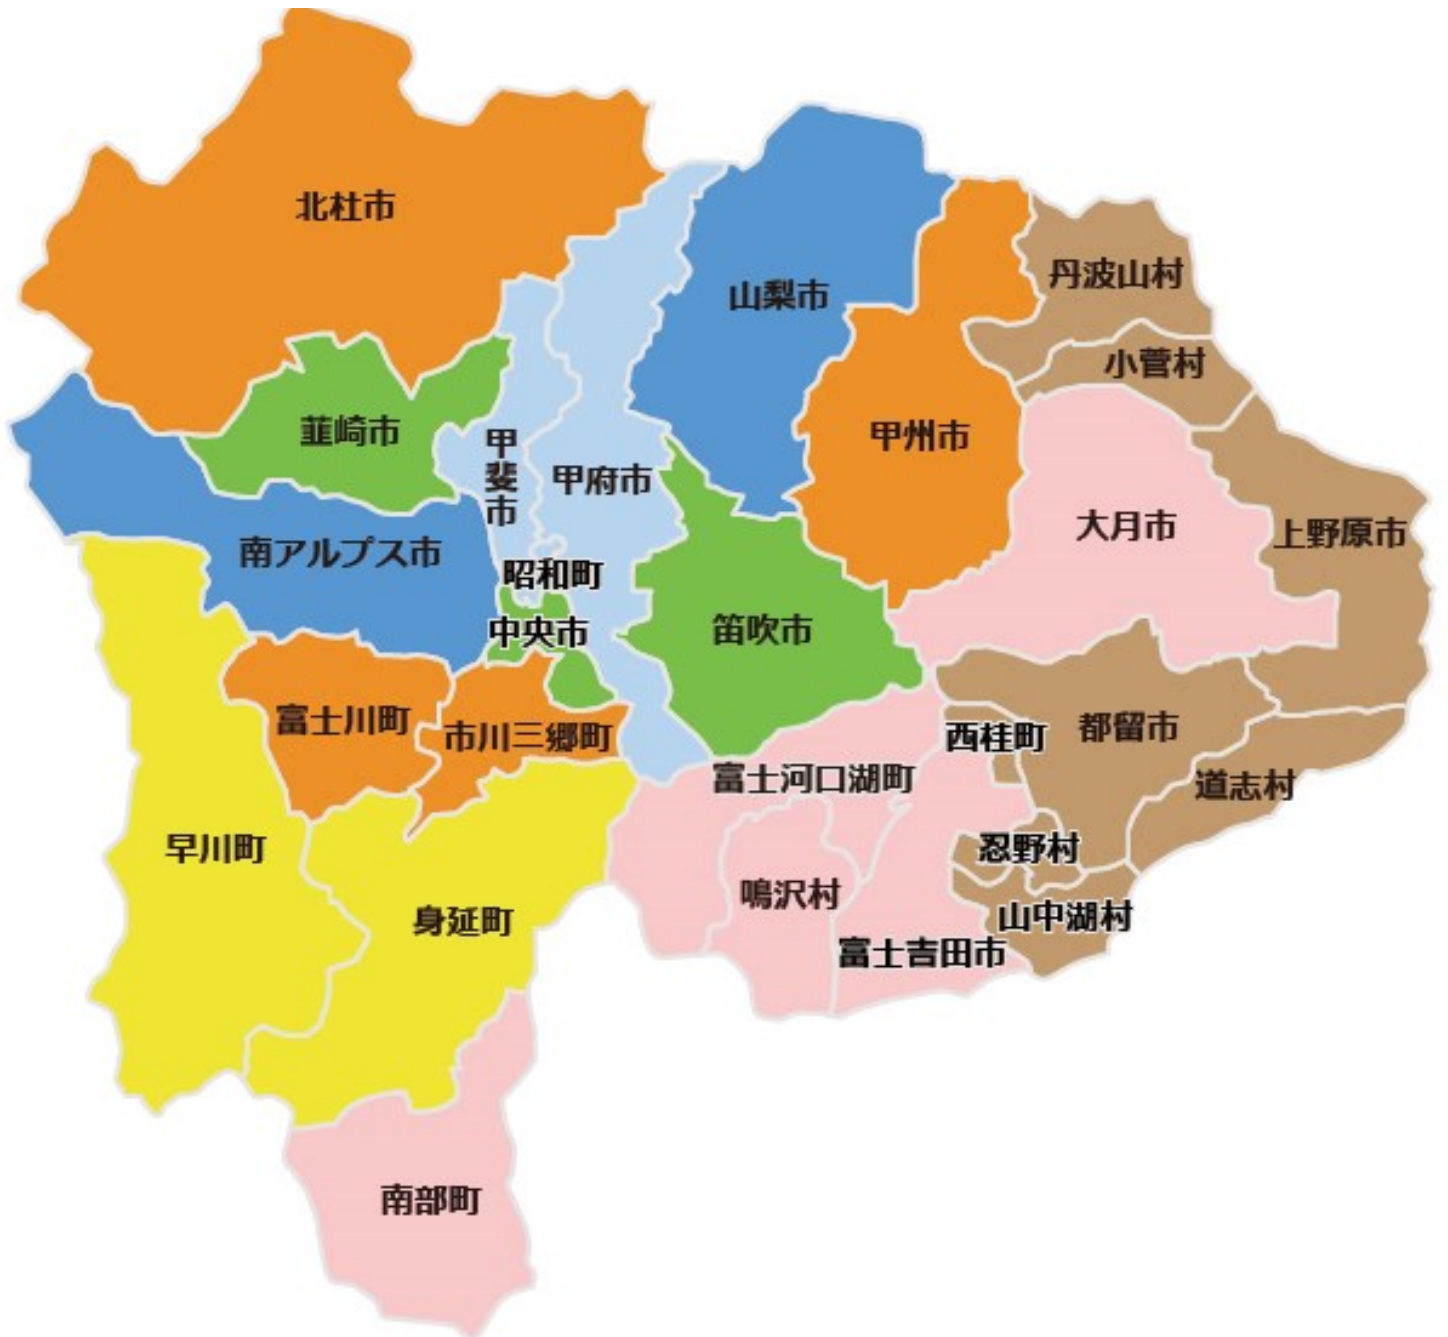 北杜市
丹波山村
山梨市
小菅村
韮崎市
甲斐市
甲州市
甲府市
大月市
上野原市
南アルプス市
昭和町
中央市
笛吹市
富士川町
市川三郷町
西桂町
都留市
富士河口湖町
道志村
早川町
忍野村
鳴沢村
身延町
山中湖村
富士吉田市
南部町